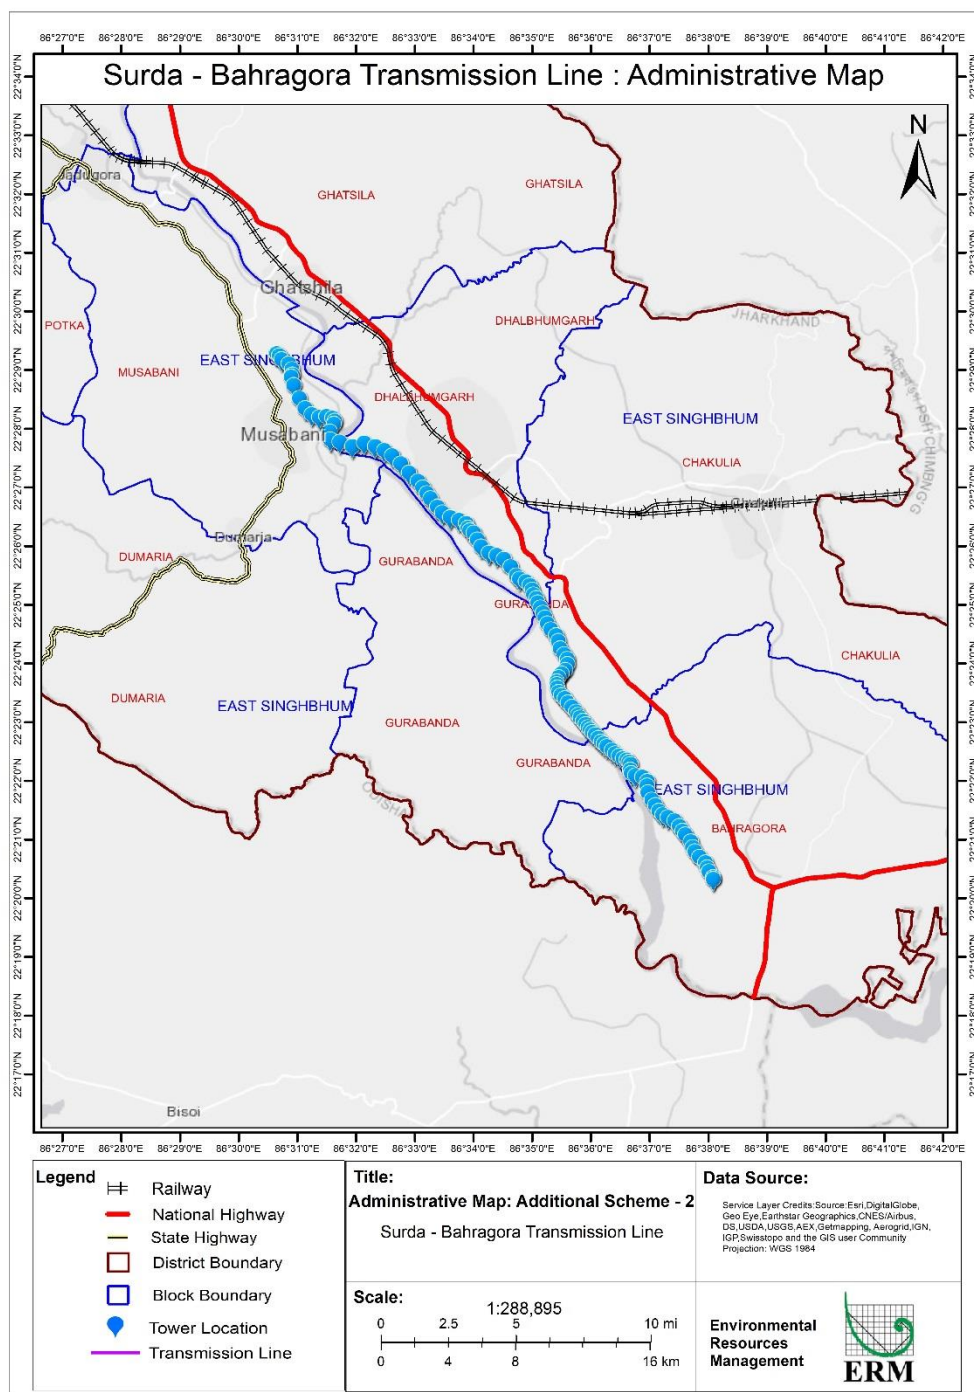 86°27'0"E 86°28'0"E 86°29'0"E 86°30'0"E 86°31'0"E 86°32'0"E 86°33'0"E 86°34'0"E 86°35'0"E 86°36'0"E 86°37'0"E 86°38'0"E 86°39'0"E 86°40'0"E 86°41'0"E 86°42'0"E
Surda - Bahragora Transmission Line : Administrative Map
22°34'0"N
22°33'0"N
22°32'0"N
22°31'0"N
22°30'0"N
22°29'0"N
22°28'0"N
22°27'0"N
22°26'0"N
22°25'0"N
22°24'0"N
22°23'0"N
22°22'0"N
22°21'0"N
22°20'0"N
22°19'0"N
22°18'0"N
22°17'0"N
N
Jadugora
GHATSILA
GHATSILA
Ghatshila
POTKA
DHALBHUMGARH
JHARKHAND
EAST SINGBHUM
MUSABANI
DHALBHUMGARH
EAST SINGHBHUM
Musabani
CHAKULIA
Dumaria
DUMARIA
GURABANDA
GURABANDA
CHAKULIA
DUMARIA
EAST SINGHBHUM
GURABANDA
GURABANDA
EAST SINGHBHUM
ODISHA
BAHRAGORA
Bisoi
86°27'0"E 86°28'0"E 86°29'0"E 86°30'0"E 86°31'0"E 86°32'0"E 86°33'0"E 86°34'0"E 86°35'0"E 86°36'0"E 86°37'0"E 86°38'0"E 86°39'0"E 86°40'0"E 86°41'0"E 86°42'0"E
Legend
Railway
National Highway
State Highway
District Boundary
Block Boundary
Tower Location
Transmission Line
Title:
Administrative Map: Additional Scheme - 2
Surda - Bahragora Transmission Line
Scale:
1:288,895
0 2.5 5 10 mi
0 4 8 16 km
Data Source:
Service Layer Credits:Source:Esri,DigitalGlobe,
Geo Eye,Earthstar Geographics,CNES/Airbus,
DS,USDA,USGS,AEX,Getmapping, Aerogrid,IGN,
IGP,Swisstopo and the GIS user Community
Projection: WGS 1984
Environmental
Resources
Management
ERM